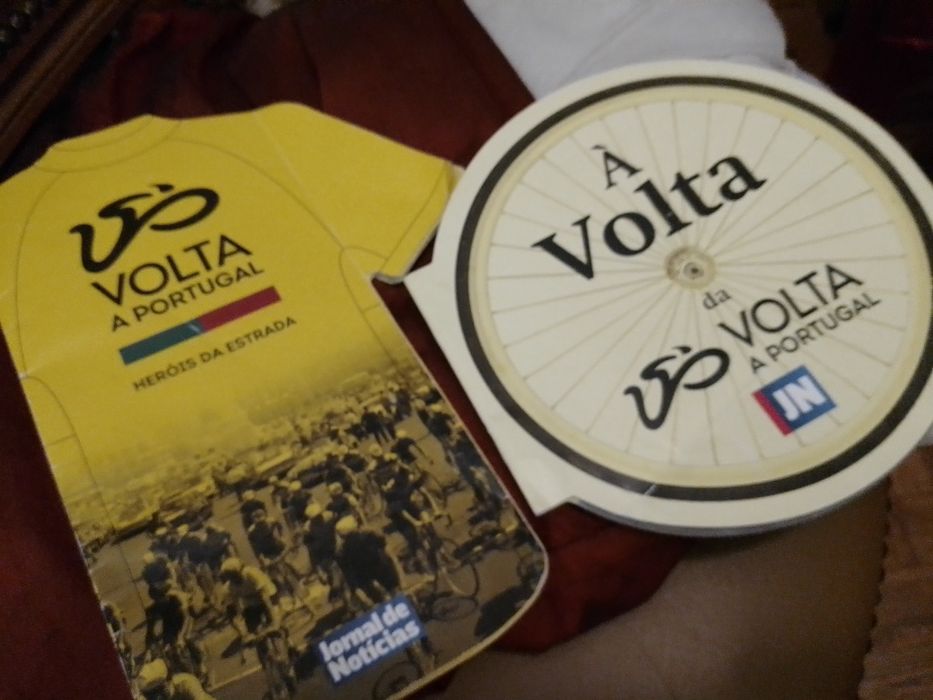 VOLTA
A PORTUGAL
HERÓIS DA ESTRADA
Jornal de
Notícias
À
Volta
da
VOLTA
A PORTUGAL
JN